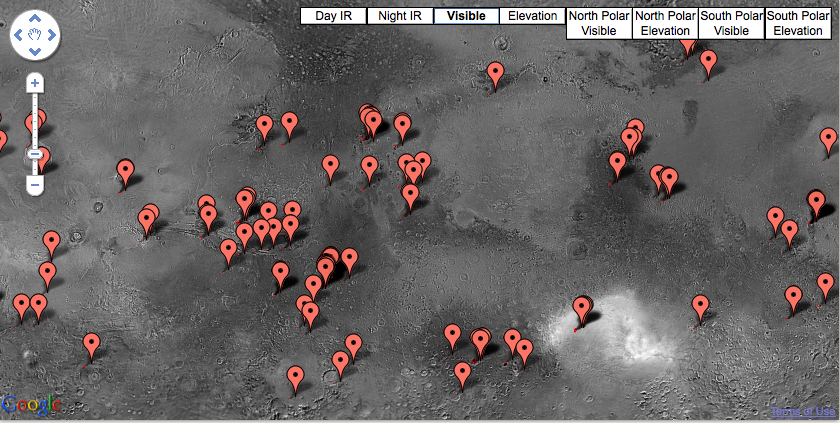 Day IR
Night IR
Visible
Elevation
North Polar
Visible
North Polar
Elevation
South Polar
Visible
South Polar
Elevation
+
−
Google
Terms of Use